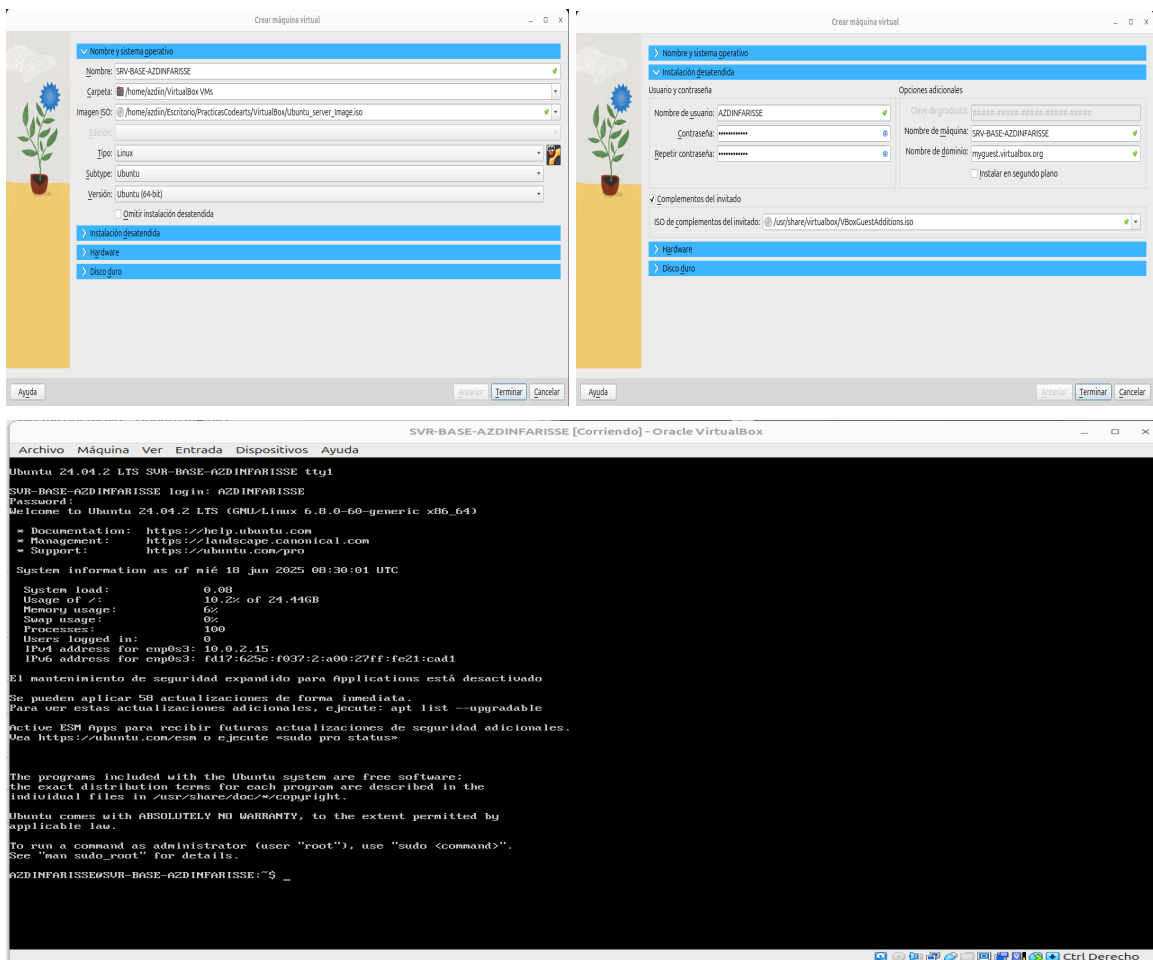 Crear máquina virtual
Nombre y sistema operativo
Nombre: SRV-BASE-AZDINFARISSE
Carpeta: /home/azdiin/VirtualBox VMs
Imagen ISO: /home/azdiin/Escritorio/PracticasCodearts/VirtualBox/Ubuntu_server_Image.iso
Edición:
Tipo: Linux
Subtype: Ubuntu
Versión: Ubuntu (64-bit)
Omitir instalación desatendida
Instalación desatendida
Hardware
Disco duro
Ayuda
Anterior Terminar Cancelar
Crear máquina virtual
Nombre y sistema operativo
Instalación desatendida
Usuario y contraseña
Nombre de usuario: AZDINFARISSE
Contraseña: ••••••••••••
Repetir contraseña: ••••••••••••
Opciones adicionales
Clave de prodcuto: #####-#####-#####-#####-#####
Nombre de máquina: SRV-BASE-AZDINFARISSE
Nombre de dominio: myguest.virtualbox.org
Instalar en segundo plano
Complementos del invitado
ISO de complementos del invitado: /usr/share/virtualbox/VBoxGuestAdditions.iso
Hardware
Disco duro
Ayuda
Anterior Terminar Cancelar
SVR-BASE-AZDINFARISSE [Corriendo] - Oracle VirtualBox
Archivo Máquina Ver Entrada Dispositivos Ayuda
Ubuntu 24.04.2 LTS SVR-BASE-AZDINFARISSE tty1
SVR-BASE-AZDINFARISSE login: AZDINFARISSE
Password:
Welcome to Ubuntu 24.04.2 LTS (GNU/Linux 6.8.0-60-generic x86_64)
* Documentation: https://help.ubuntu.com
* Management: https://landscape.canonical.com
* Support: https://ubuntu.com/pro
System information as of mié 18 jun 2025 08:30:01 UTC
System load: 0.08
Usage of /: 10.2% of 24.44GB
Memory usage: 6%
Swap usage: 0%
Processes: 100
Users logged in: 0
IPv4 address for enp0s3: 10.0.2.15
IPv6 address for enp0s3: fd17:625c:f037:2:a00:27ff:fe21:cad1
El mantenimiento de seguridad expandido para Applications está desactivado
Se pueden aplicar 58 actualizaciones de forma inmediata.
Para ver estas actualizaciones adicionales, ejecute: apt list --upgradable
Active ESM Apps para recibir futuras actualizaciones de seguridad adicionales.
Vea https://ubuntu.com/esm o ejecute «sudo pro status»
The programs included with the Ubuntu system are free software;
the exact distribution terms for each program are described in the
individual files in /usr/share/doc/*/copyright.
Ubuntu comes with ABSOLUTELY NO WARRANTY, to the extent permitted by
applicable law.
To run a command as administrator (user "root"), use "sudo <command>".
See "man sudo_root" for details.
AZDINFARISSE@SVR-BASE-AZDINFARISSE:~$ _
Ctrl Derecho